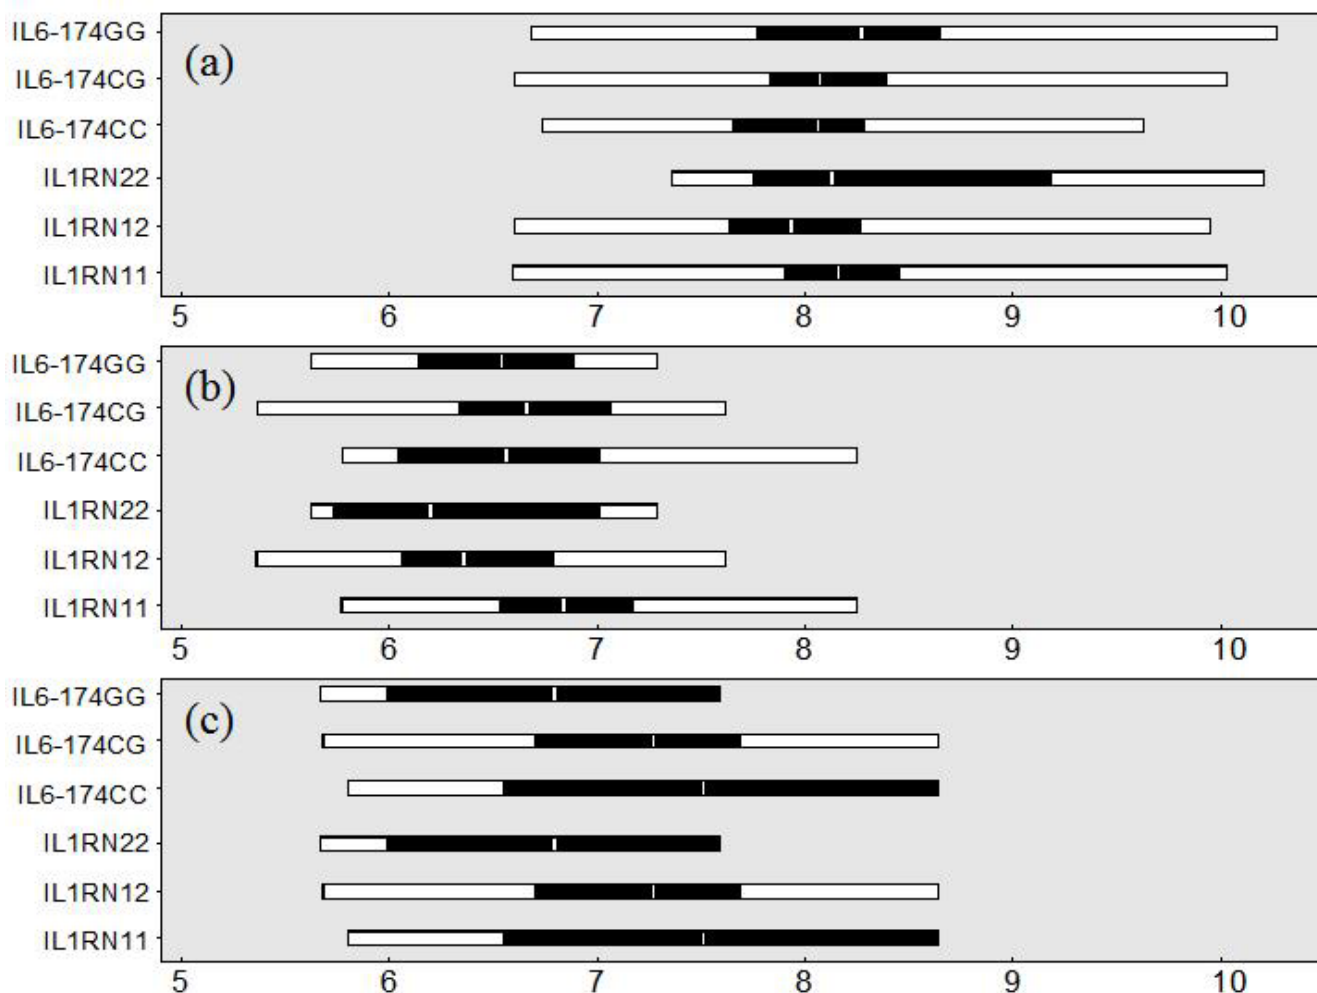 (a)
IL6-174GG
IL6-174CG
IL6-174CC
IL1RN22
IL1RN12
IL1RN11
5 6 7 8 9 10
(b)
IL6-174GG
IL6-174CG
IL6-174CC
IL1RN22
IL1RN12
IL1RN11
5 6 7 8 9 10
(c)
IL6-174GG
IL6-174CG
IL6-174CC
IL1RN22
IL1RN12
IL1RN11
5 6 7 8 9 10